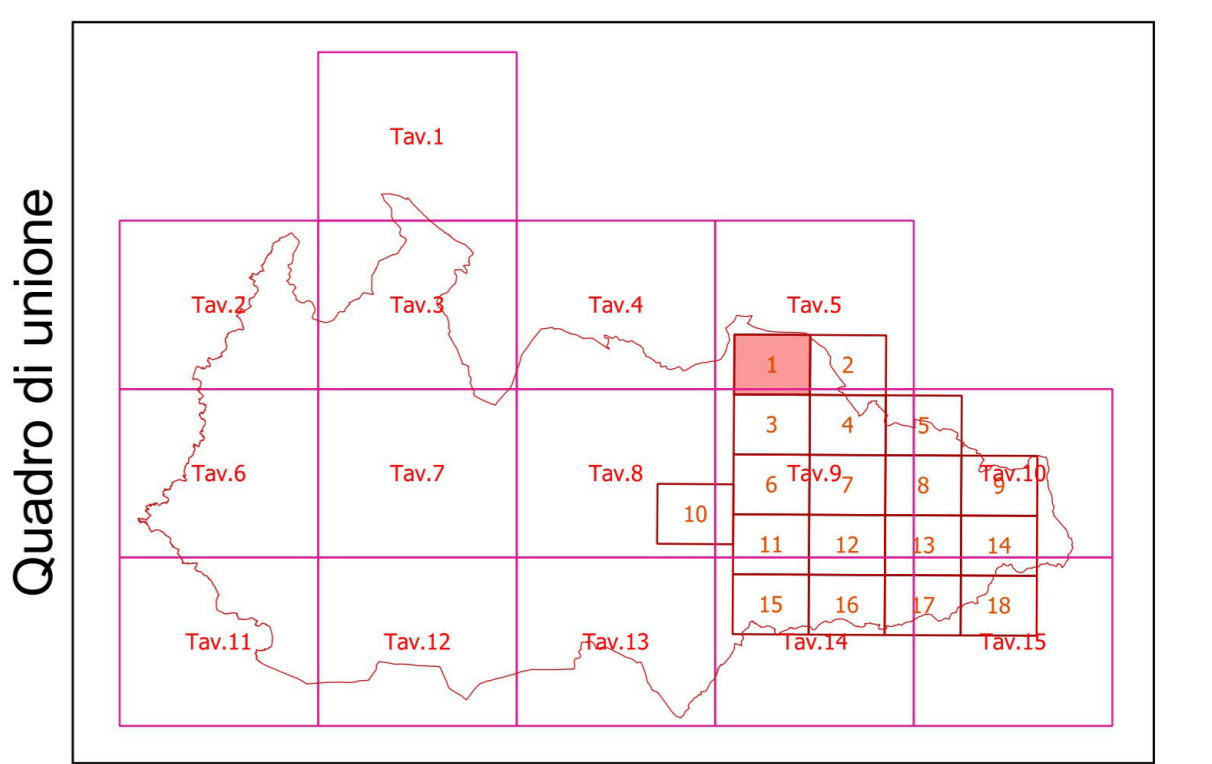 Quadro di unione
Tav.1
Tav.2 Tav.3 Tav.4 Tav.5
1 2
3 4 5
Tav.6 Tav.7 Tav.8 Tav.9 Tav.10
6 7 8 9
10
11 12 13 14
15 16 17 18
Tav.11 Tav.12 Tav.13 Tav.14 Tav.15